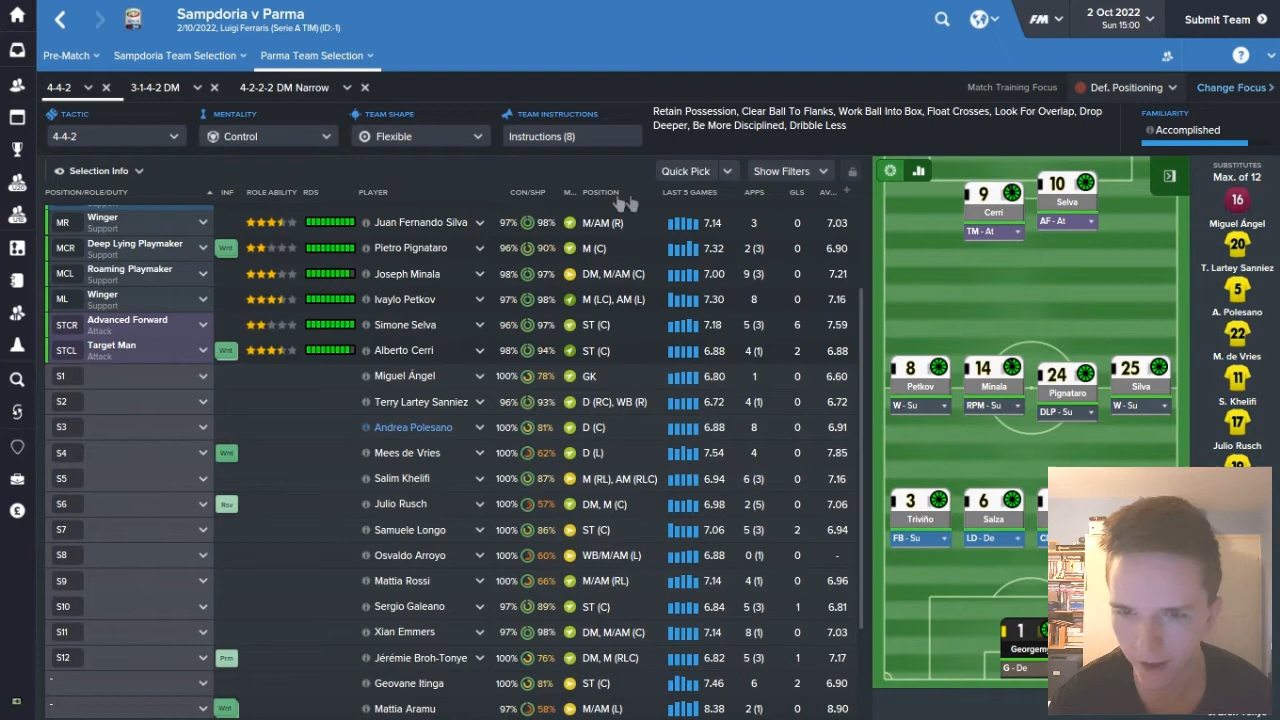 Sampdoria v Parma
2/10/2022, Luigi Ferraris (Serie A TIM) (ID:-1)
FM
2 Oct 2022
Sun 15:00
Submit Team
Pre-Match
Sampdoria Team Selection
Parma Team Selection
?
4-4-2
3-1-4-2 DM
4-2-2-2 DM Narrow
Match Training Focus
Def. Positioning
Change Focus
TACTIC
4-4-2
MENTALITY
Control
TEAM SHAPE
Flexible
TEAM INSTRUCTIONS
Instructions (8)
Retain Possession, Clear Ball To Flanks, Work Ball Into Box, Float Crosses, Look For Overlap, Drop
Deeper, Be More Disciplined, Dribble Less
FAMILIARITY
Accomplished
Selection Info
Quick Pick
Show Filters
POSITION/ROLE/DUTY INF ROLE ABILITY RDS PLAYER CON/SHP M... POSITION LAST 5 GAMES APPS GLS AV...
Support
MR Winger Support Juan Fernando Silva 97% 98% M/AM (R) 7.14 3 0 7.03
MCR Deep Lying Playmaker Support Wnt Pietro Pignataro 96% 90% M (C) 7.32 2 (3) 0 6.90
MCL Roaming Playmaker Support Joseph Minala 98% 97% DM, M/AM (C) 7.00 9 (3) 0 7.21
ML Winger Support Ivaylo Petkov 97% 98% M (LC), AM (L) 7.30 8 0 7.16
STCR Advanced Forward Attack Simone Selva 96% 97% ST (C) 7.18 5 (3) 6 7.59
STCL Target Man Attack Wnt Alberto Cerri 98% 94% ST (C) 6.88 4 (1) 2 6.88
S1 Miguel Ángel 100% 78% GK 6.80 1 0 6.60
S2 Terry Lartey Sanniez 96% 93% D (RC), WB (R) 6.72 4 (1) 0 6.72
S3 Andrea Polesano 100% 81% D (C) 6.88 8 0 6.91
S4 Wnt Mees de Vries 100% 62% D (L) 7.54 4 0 7.85
S5 Salim Khelifi 100% 87% M (RL), AM (RLC) 6.94 6 (3) 0 7.16
S6 Rsv Julio Rusch 100% 57% DM, M (C) 6.98 2 (5) 0 7.06
S7 Samuele Longo 100% 86% ST (C) 7.06 5 (3) 2 6.94
S8 Osvaldo Arroyo 100% 60% WB/M/AM (L) 6.88 0 (1) 0 -
S9 Mattia Rossi 100% 66% M/AM (RL) 7.14 4 (1) 0 6.96
S10 Sergio Galeano 97% 89% ST (C) 6.84 5 (3) 1 6.81
S11 Xian Emmers 97% 98% DM, M/AM (C) 7.14 8 (1) 0 7.03
S12 Prm Jérémie Broh-Tonye 100% 76% DM, M (RLC) 6.82 5 (3) 1 7.17
- Geovane Itinga 100% 81% ST (C) 7.46 6 2 6.90
- Wnt Mattia Aramu 97% 58% M/AM (L) 8.38 2 (1) 0 8.90
9
Cerri
TM - At
10
Selva
AF - At
8
Petkov
W - Su
14
Minala
RPM - Su
24
Pignataro
DLP - Su
25
Silva
W - Su
3
Triviño
FB - Su
6
Salza
LD - De
1
G - De
SUBSTITUTES
Max. of 12
16
Miguel Ángel
20
T. Lartey Sanniez
5
A. Polesano
22
M. de Vries
11
S. Khelifi
17
Julio Rusch